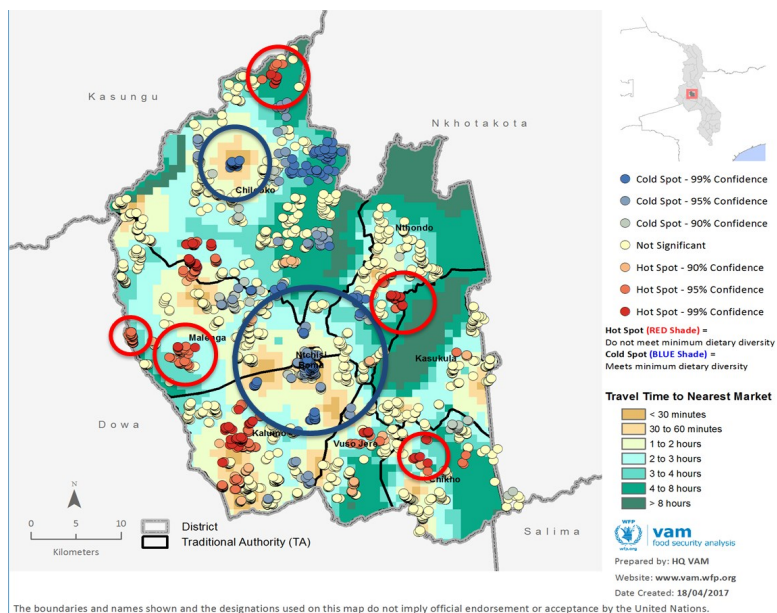 Kasungu
Nkhotakota
Chilooko
Nthondo
Malenga
Ntchisi
Boma
Kasukula
Dowa
Kalumo
Vuso Jere
Chikho
Salima
N
0 5 10
Kilometers
District
Traditional Authority (TA)
Cold Spot - 99% Confidence
Cold Spot - 95% Confidence
Cold Spot - 90% Confidence
Not Significant
Hot Spot - 90% Confidence
Hot Spot - 95% Confidence
Hot Spot - 99% Confidence
Hot Spot (RED Shade) =
Do not meet minimum dietary diversity
Cold Spot (BLUE Shade) =
Meets minimum dietary diversity
Travel Time to Nearest Market
< 30 minutes
30 to 60 minutes
1 to 2 hours
2 to 3 hours
3 to 4 hours
4 to 8 hours
> 8 hours
WFP
wfp.org
vam
food security analysis
Prepared by: HQ VAM
Website: www.vam.wfp.org
Date Created: 18/04/2017
The boundaries and names shown and the designations used on this map do not imply official endorsement or acceptance by the United Nations.